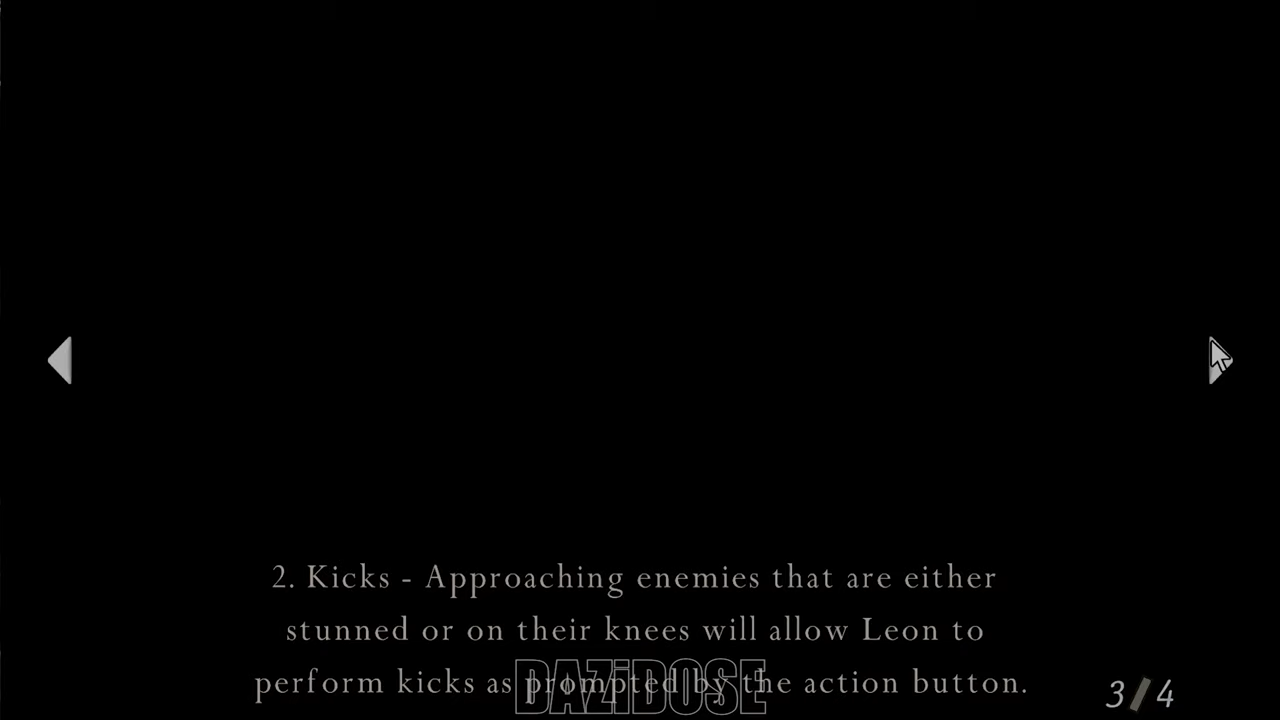 2. Kicks - Approaching enemies that are either
stunned or on their knees will allow Leon to
perform kicks as prompted by the action button.
DAZiDOSE
3/4